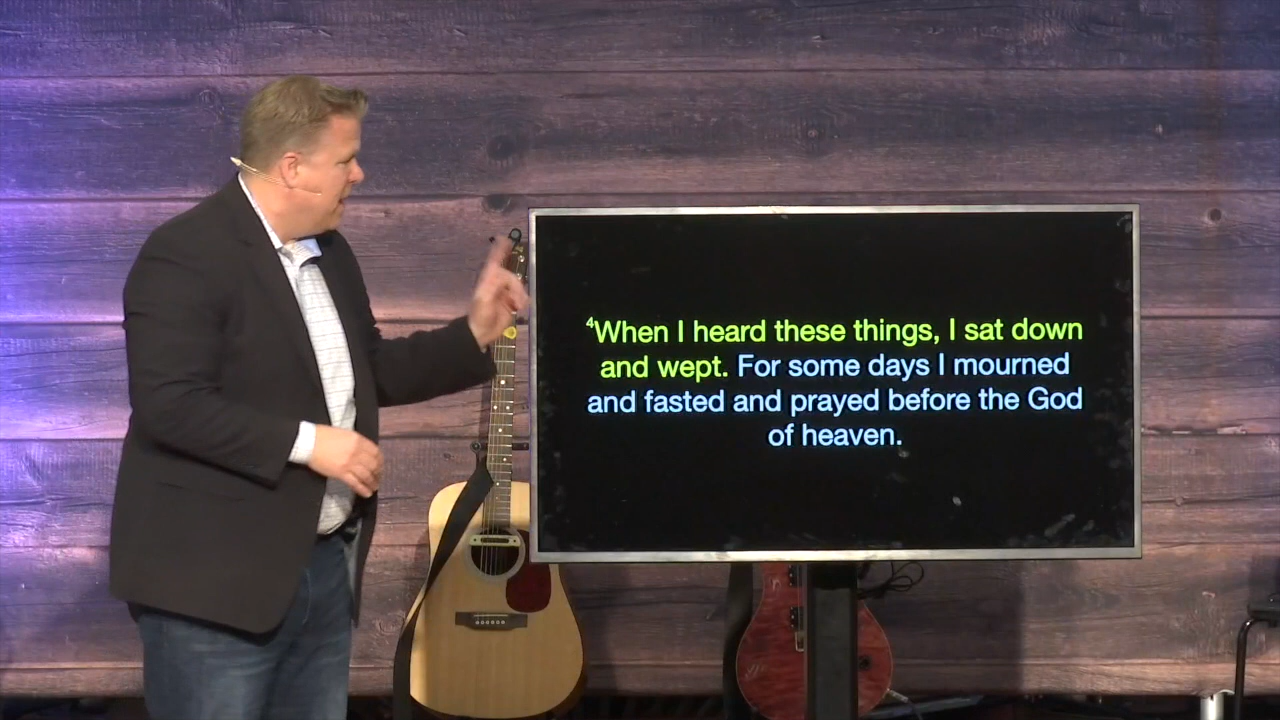 ⁴When I heard these things, I sat down
and wept. For some days I mourned
and fasted and prayed before the God
of heaven.